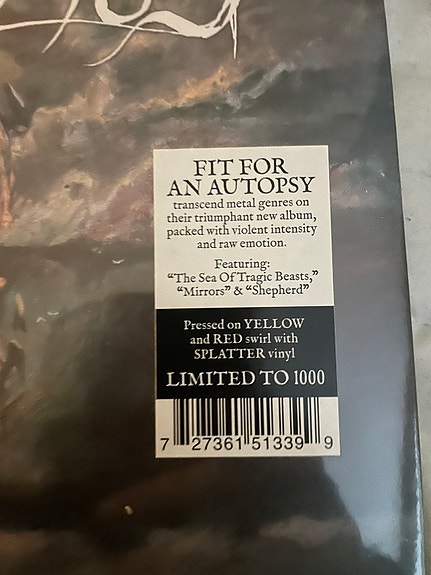 FIT FOR
AN AUTOPSY
transcend metal genres on
their triumphant new album,
packed with violent intensity
and raw emotion.
Featuring:
“The Sea Of Tragic Beasts,”
“Mirrors” & “Shepherd”
Pressed on YELLOW
and RED swirl with
SPLATTER vinyl
LIMITED TO 1000
7 27361 51339 9